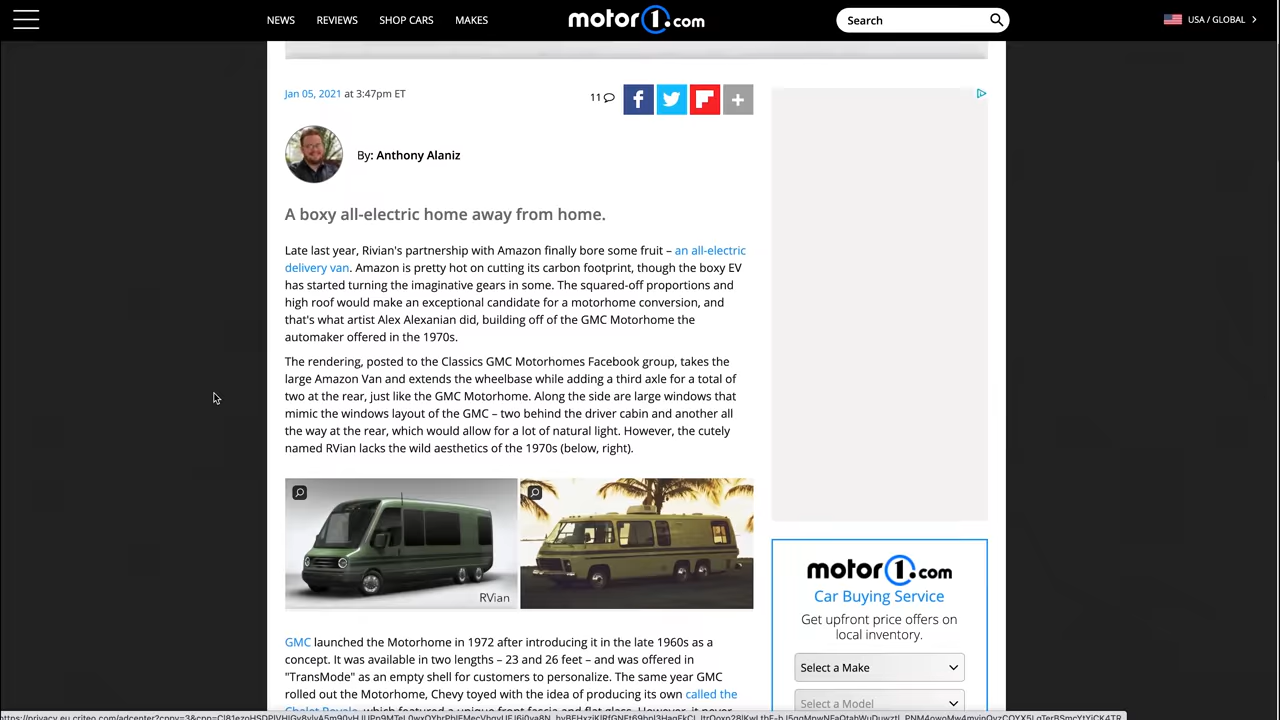 NEWS REVIEWS SHOP CARS MAKES motor1.com Search USA / GLOBAL
Jan 05, 2021 at 3:47pm ET 11
By: Anthony Alaniz
A boxy all-electric home away from home.
Late last year, Rivian's partnership with Amazon finally bore some fruit – an all-electric
delivery van. Amazon is pretty hot on cutting its carbon footprint, though the boxy EV
has started turning the imaginative gears in some. The squared-off proportions and
high roof would make an exceptional candidate for a motorhome conversion, and
that's what artist Alex Alexanian did, building off of the GMC Motorhome the
automaker offered in the 1970s.
The rendering, posted to the Classics GMC Motorhomes Facebook group, takes the
large Amazon Van and extends the wheelbase while adding a third axle for a total of
two at the rear, just like the GMC Motorhome. Along the side are large windows that
mimic the windows layout of the GMC – two behind the driver cabin and another all
the way at the rear, which would allow for a lot of natural light. However, the cutely
named RVian lacks the wild aesthetics of the 1970s (below, right).
RVian
GMC launched the Motorhome in 1972 after introducing it in the late 1960s as a
concept. It was available in two lengths – 23 and 26 feet – and was offered in
"TransMode" as an empty shell for customers to personalize. The same year GMC
rolled out the Motorhome, Chevy toyed with the idea of producing its own called the
Chalet Royale, which featured a unique front fascia and flat glass. However, it never
motor1.com
Car Buying Service
Get upfront price offers on
local inventory.
Select a Make
Select a Model